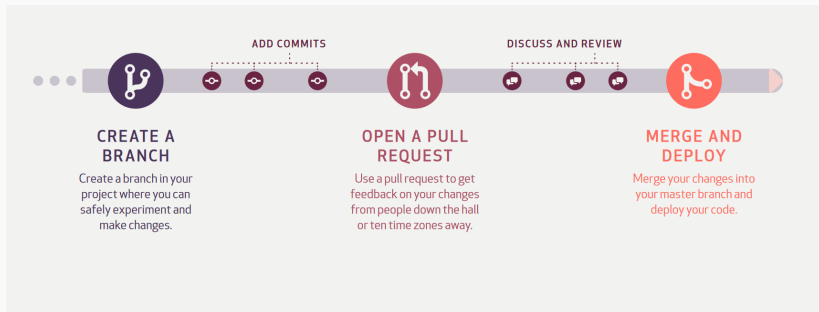 ADD COMMITS
DISCUSS AND REVIEW
CREATE A
BRANCH
Create a branch in your
project where you can
safely experiment and
make changes.
OPEN A PULL
REQUEST
Use a pull request to get
feedback on your changes
from people down the hall
or ten time zones away.
MERGE AND
DEPLOY
Merge your changes into
your master branch and
deploy your code.